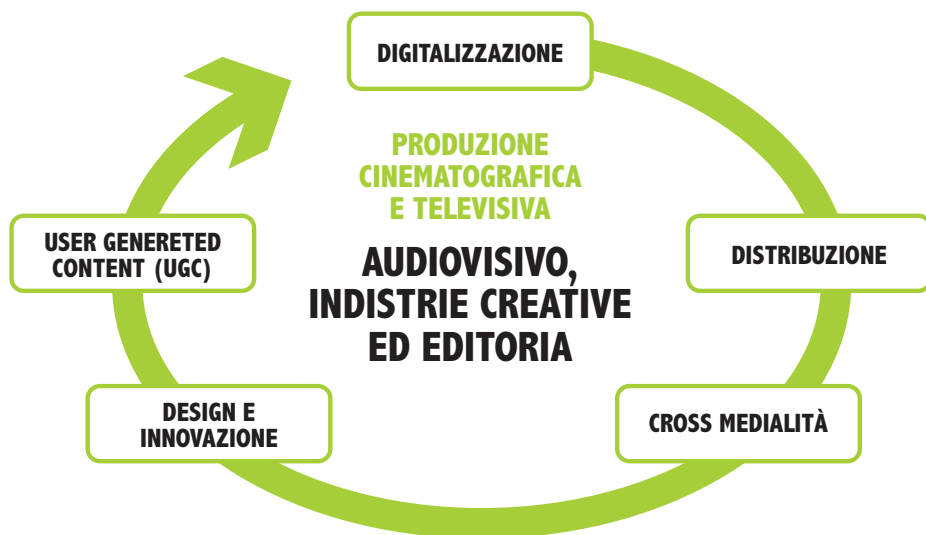 DIGITALIZZAZIONE
PRODUZIONE
CINEMATOGRAFICA
E TELEVISIVA
USER GENERETED
CONTENT (UGC)
DISTRIBUZIONE
AUDIOVISIVO,
INDISTRIE CREATIVE
ED EDITORIA
DESIGN E
INNOVAZIONE
CROSS MEDIALITÀ